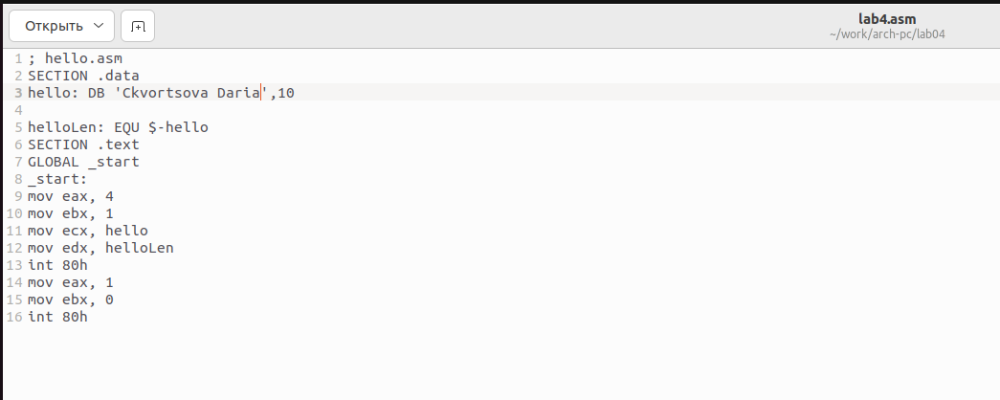 Открыть
lab4.asm
~/work/arch-pc/lab04
1 ; hello.asm
2 SECTION .data
3 hello: DB 'Ckvortsova Daria',10
4
5 helloLen: EQU $-hello
6 SECTION .text
7 GLOBAL _start
8 _start:
9 mov eax, 4
10 mov ebx, 1
11 mov ecx, hello
12 mov edx, helloLen
13 int 80h
14 mov eax, 1
15 mov ebx, 0
16 int 80h